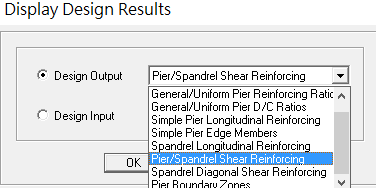 Display Design Results
Design Output
Pier/Spandrel Shear Reinforcing
General/Uniform Pier Reinforcing Ratio
General/Uniform Pier D/C Ratios
Simple Pier Longitudinal Reinforcing
Simple Pier Edge Members
Design Input
Spandrel Longitudinal Reinforcing
Pier/Spandrel Shear Reinforcing
OK
Spandrel Diagonal Shear Reinforcing
Pier Boundary Zones